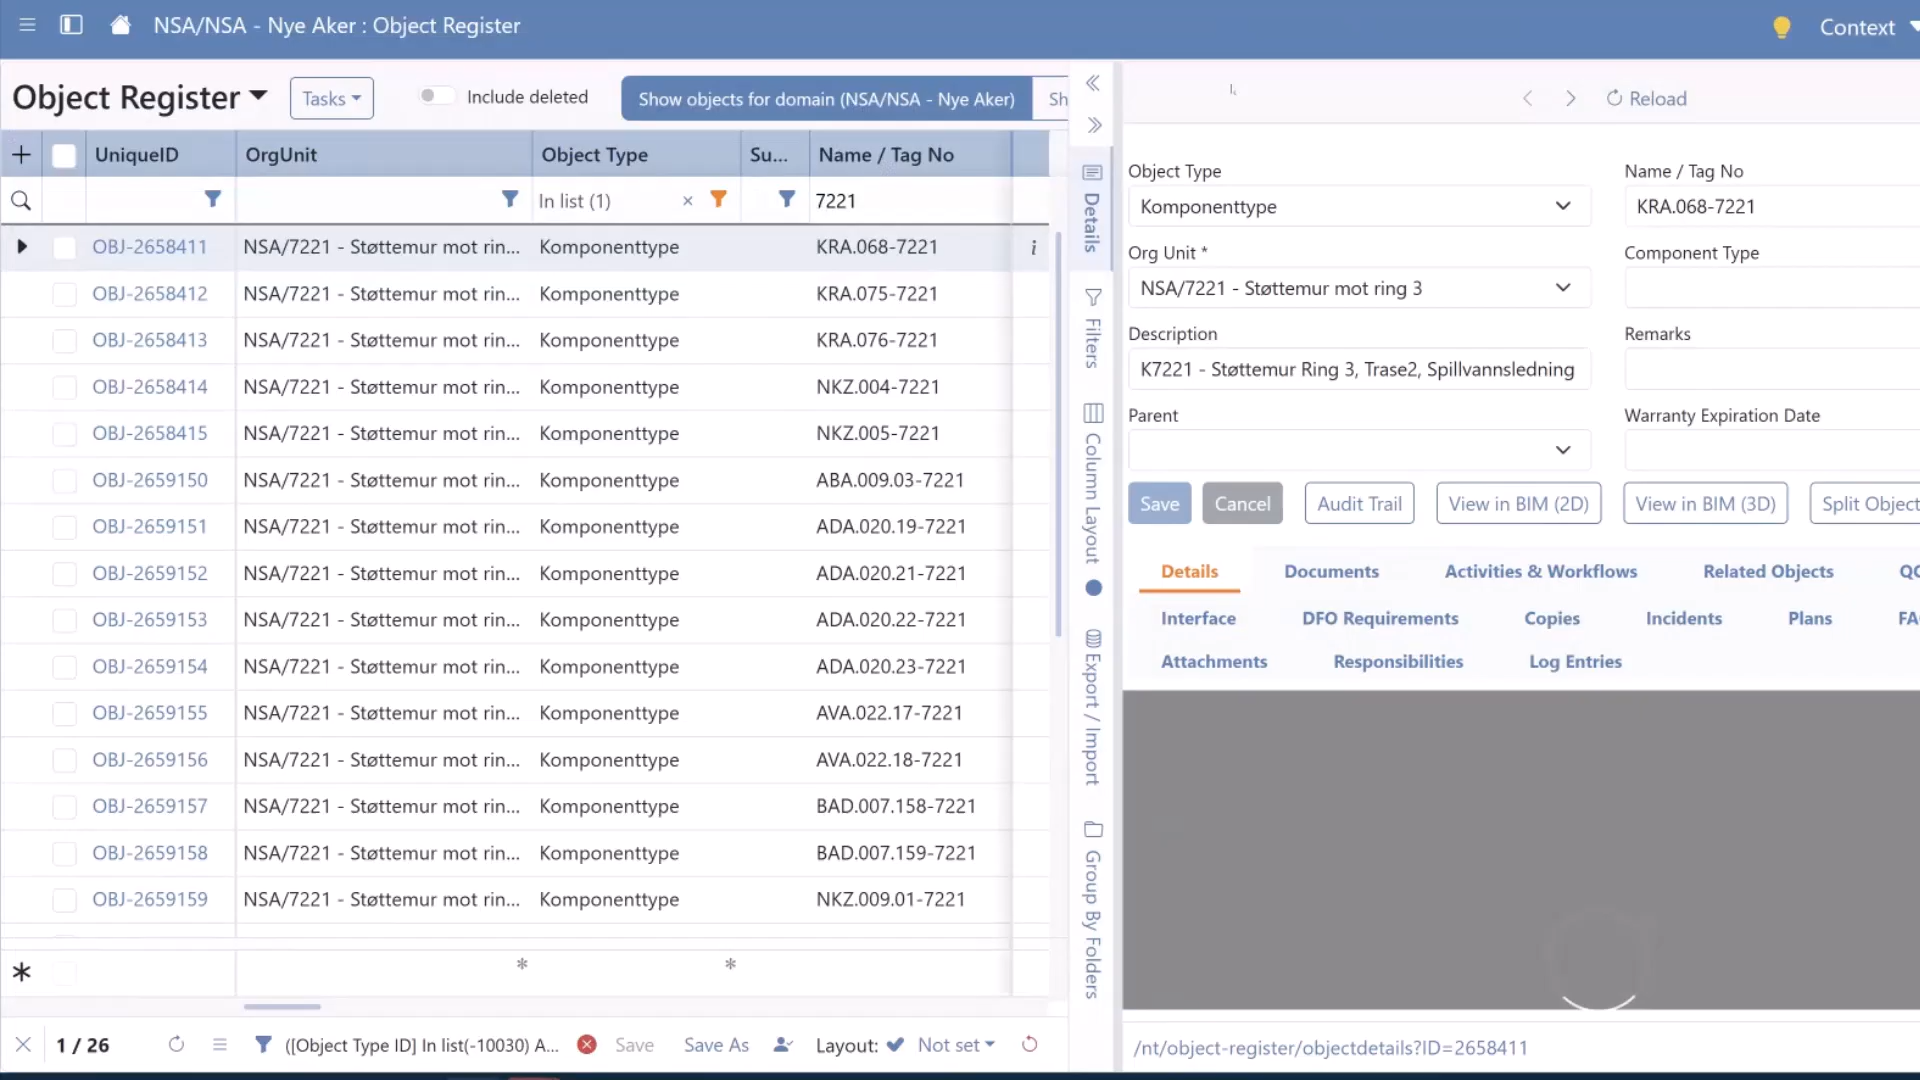 NSA/NSA - Nye Aker : Object Register
Context
Object Register
Tasks
Include deleted
Show objects for domain (NSA/NSA - Nye Aker)
Sh
Reload
UniqueID OrgUnit Object Type Su... Name / Tag No
In list (1) × 7221
OBJ-2658411 NSA/7221 - Støttemur mot rin... Komponenttype KRA.068-7221 i
OBJ-2658412 NSA/7221 - Støttemur mot rin... Komponenttype KRA.075-7221
OBJ-2658413 NSA/7221 - Støttemur mot rin... Komponenttype KRA.076-7221
OBJ-2658414 NSA/7221 - Støttemur mot rin... Komponenttype NKZ.004-7221
OBJ-2658415 NSA/7221 - Støttemur mot rin... Komponenttype NKZ.005-7221
OBJ-2659150 NSA/7221 - Støttemur mot rin... Komponenttype ABA.009.03-7221
OBJ-2659151 NSA/7221 - Støttemur mot rin... Komponenttype ADA.020.19-7221
OBJ-2659152 NSA/7221 - Støttemur mot rin... Komponenttype ADA.020.21-7221
OBJ-2659153 NSA/7221 - Støttemur mot rin... Komponenttype ADA.020.22-7221
OBJ-2659154 NSA/7221 - Støttemur mot rin... Komponenttype ADA.020.23-7221
OBJ-2659155 NSA/7221 - Støttemur mot rin... Komponenttype AVA.022.17-7221
OBJ-2659156 NSA/7221 - Støttemur mot rin... Komponenttype AVA.022.18-7221
OBJ-2659157 NSA/7221 - Støttemur mot rin... Komponenttype BAD.007.158-7221
OBJ-2659158 NSA/7221 - Støttemur mot rin... Komponenttype BAD.007.159-7221
OBJ-2659159 NSA/7221 - Støttemur mot rin... Komponenttype NKZ.009.01-7221
* * *
1 / 26 ([Object Type ID] In list(-10030) A... Save Save As Layout: Not set
Details
Filters
Column Layout
Export / Import
Group By Folders
Object Type Name / Tag No
Komponenttype KRA.068-7221
Org Unit * Component Type
NSA/7221 - Støttemur mot ring 3
Description Remarks
K7221 - Støttemur Ring 3, Trase2, Spillvannsledning
Parent Warranty Expiration Date
Save Cancel Audit Trail View in BIM (2D) View in BIM (3D) Split Object
Details Documents Activities & Workflows Related Objects QC
Interface DFO Requirements Copies Incidents Plans FA
Attachments Responsibilities Log Entries
/nt/object-register/objectdetails?ID=2658411